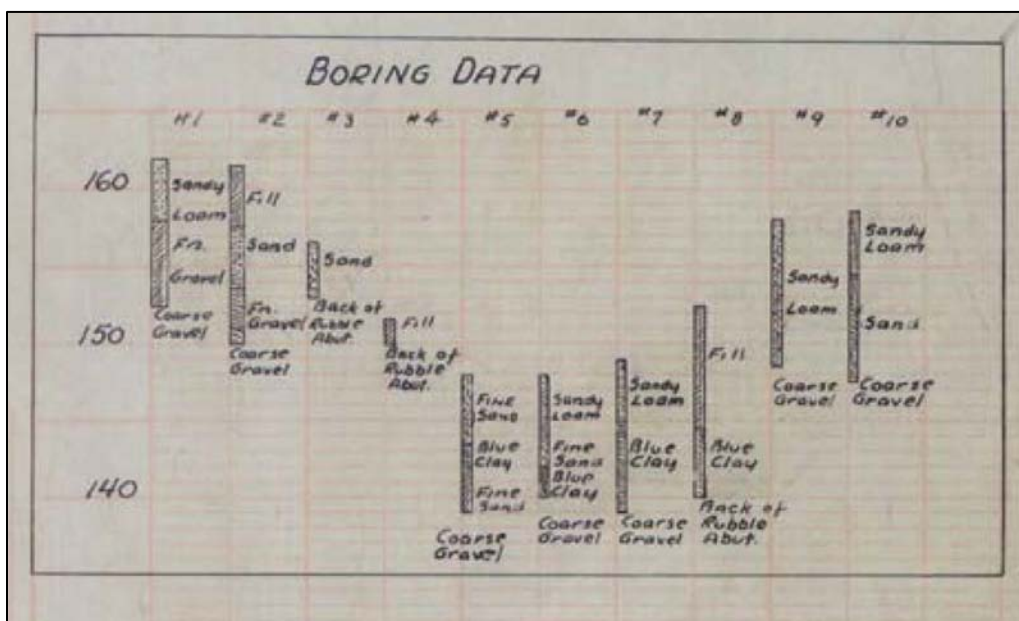 BORING DATA
#1 #2 #3 #4 #5 #6 #7 #8 #9 #10
160
150
140
Sandy
Loam
Fn.
Gravel
Coarse
Gravel
Fill
Sand
Fn.
Gravel
Coarse
Gravel
Sand
Back of
Rubble
Abut.
Fill
Back of
Rubble
Abut.
Fine
Sand
Blue
Clay
Fine
Sand
Coarse
Gravel
Sandy
Loam
Fine
Sand
Blue
Clay
Coarse
Gravel
Sandy
Loam
Blue
Clay
Coarse
Gravel
Fill
Blue
Clay
Back of
Rubble
Abut.
Sandy
Loam
Coarse
Gravel
Sandy
Loam
Sand
Coarse
Gravel